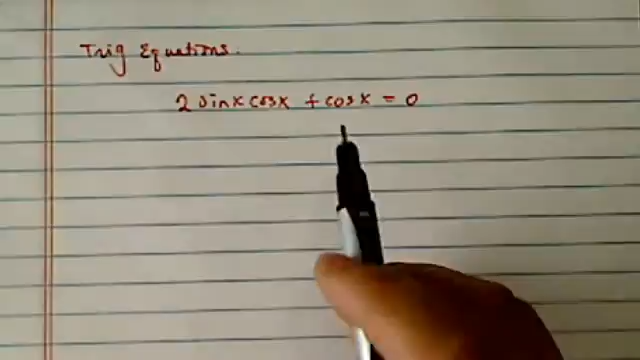 Trig Equations.
2 sinx cosx + cosx = 0